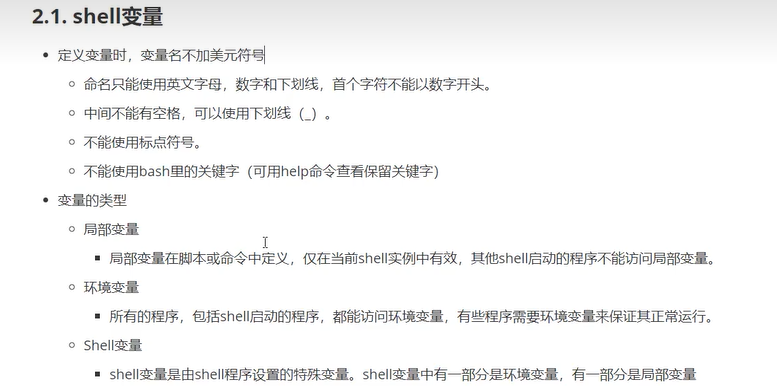 2.1. shell变量
定义变量时，变量名不加美元符号
命名只能使用英文字母，数字和下划线，首个字符不能以数字开头。
中间不能有空格，可以使用下划线（_）。
不能使用标点符号。
不能使用bash里的关键字（可用help命令查看保留关键字）
变量的类型
局部变量
局部变量在脚本或命令中定义，仅在当前shell实例中有效，其他shell启动的程序不能访问局部变量。
环境变量
所有的程序，包括shell启动的程序，都能访问环境变量，有些程序需要环境变量来保证其正常运行。
Shell变量
shell变量是由shell程序设置的特殊变量。shell变量中有一部分是环境变量，有一部分是局部变量